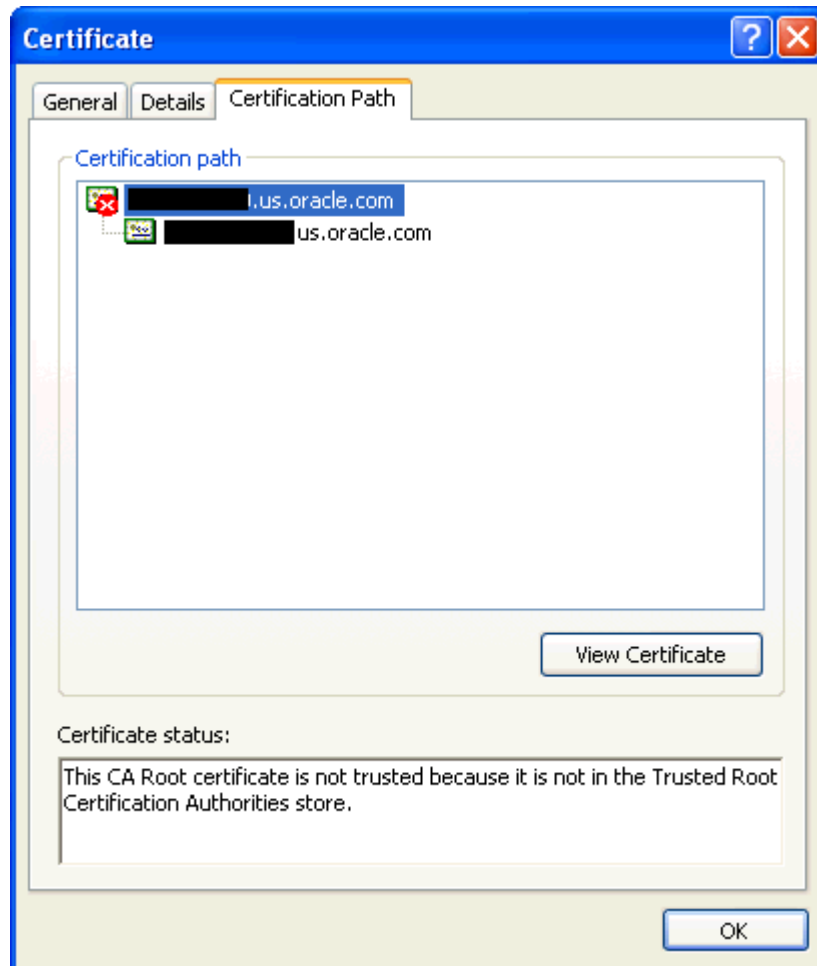 Certificate
General Details Certification Path
Certification path
.us.oracle.com
us.oracle.com
View Certificate
Certificate status:
This CA Root certificate is not trusted because it is not in the Trusted Root
Certification Authorities store.
OK